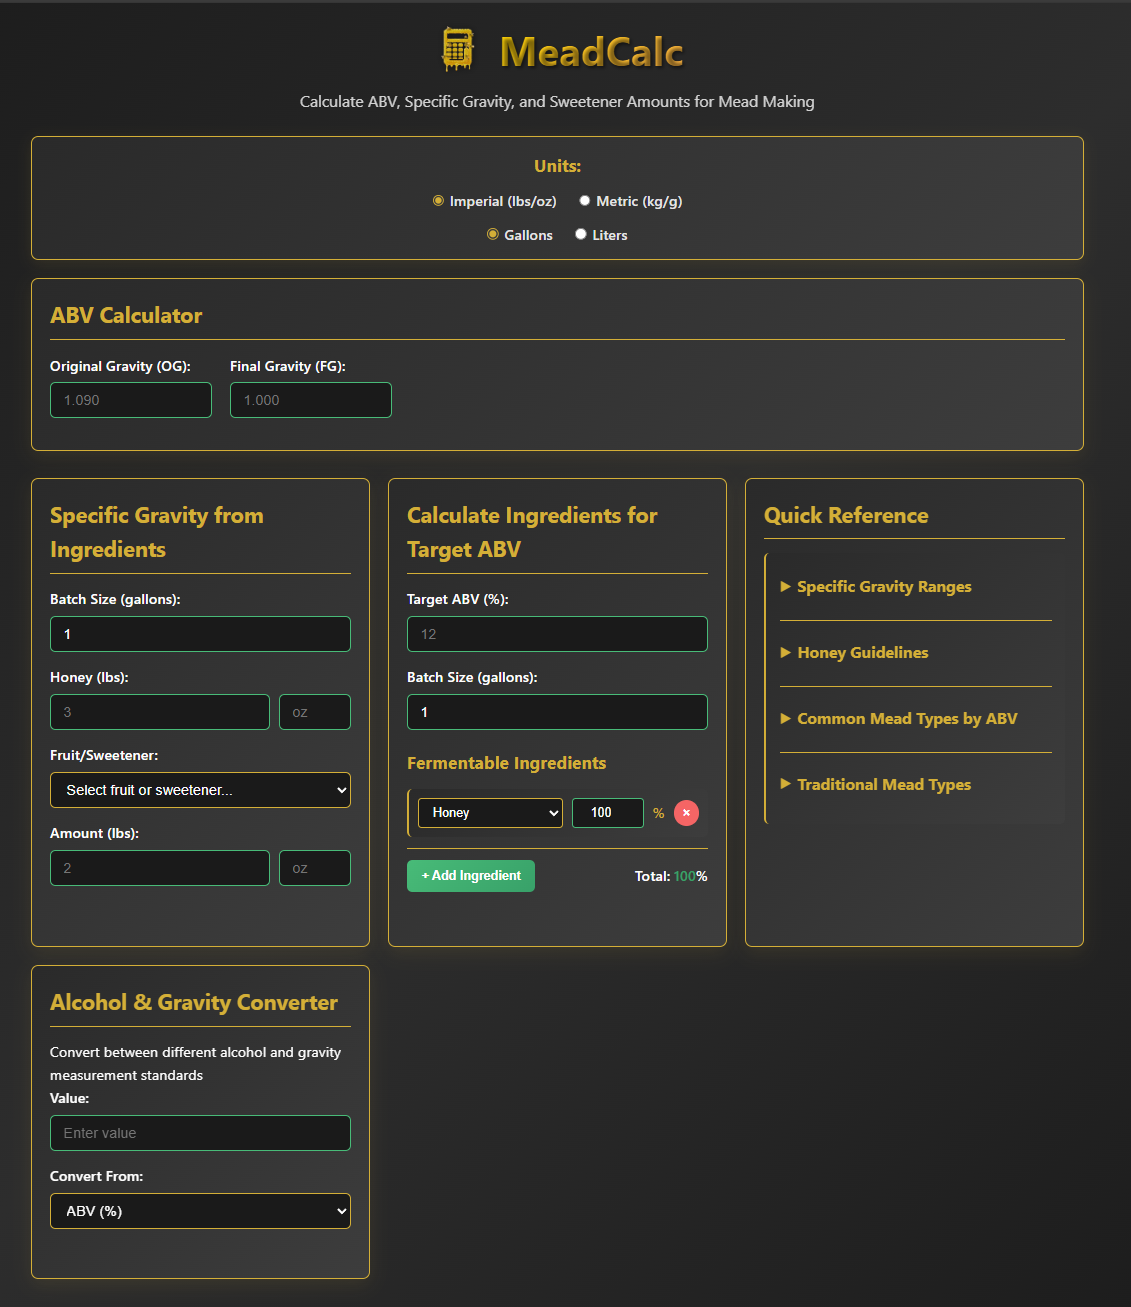 MeadCalc
Calculate ABV, Specific Gravity, and Sweetener Amounts for Mead Making
Units:
Imperial (lbs/oz) Metric (kg/g)
Gallons Liters
ABV Calculator
Original Gravity (OG): Final Gravity (FG):
1.090 1.000
Specific Gravity from
Ingredients
Batch Size (gallons):
1
Honey (lbs):
3 oz
Fruit/Sweetener:
Select fruit or sweetener...
Amount (lbs):
2 oz
Calculate Ingredients for
Target ABV
Target ABV (%):
12
Batch Size (gallons):
1
Fermentable Ingredients
Honey 100 % ×
+ Add Ingredient Total: 100%
Quick Reference
▶ Specific Gravity Ranges
▶ Honey Guidelines
▶ Common Mead Types by ABV
▶ Traditional Mead Types
Alcohol & Gravity Converter
Convert between different alcohol and gravity
measurement standards
Value:
Enter value
Convert From:
ABV (%)